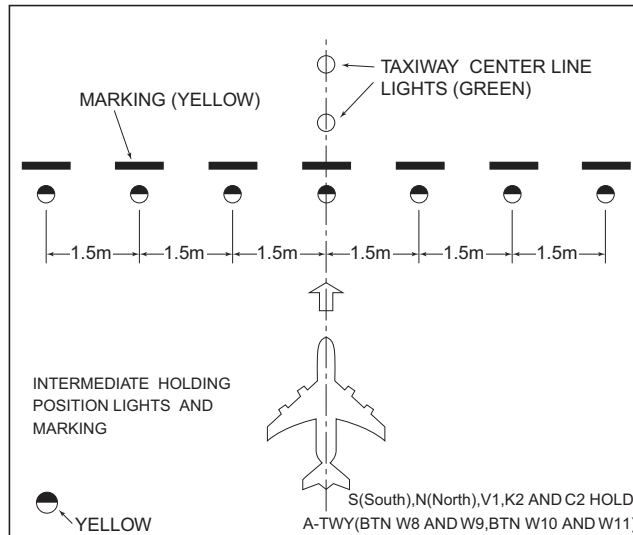 TAXIWAY CENTER LINE
LIGHTS (GREEN)
MARKING (YELLOW)
1.5m 1.5m 1.5m 1.5m 1.5m 1.5m
INTERMEDIATE HOLDING
POSITION LIGHTS AND
MARKING
S(South),N(North),V1,K2 AND C2 HOLD
YELLOW
A-TWY(BTN W8 AND W9,BTN W10 AND W11)